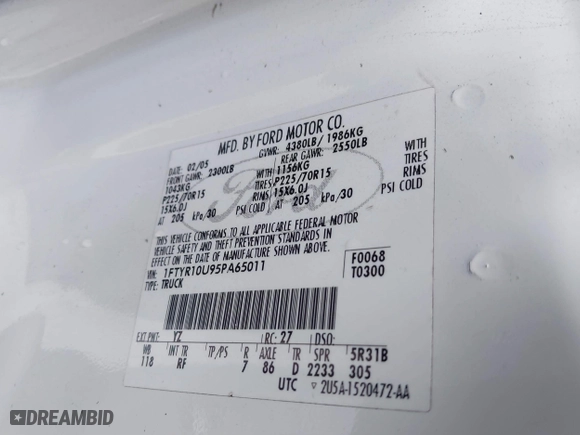 MFD. BY FORD MOTOR CO.
DATE: 02/05 GVWR: 4380LB/ 1986KG
FRONT GAWR: 2300LB REAR GAWR: 2550LB
1043KG WITH 1156KG WITH
P225/70R15 TIRES P225/70R15 TIRES
15X6.0J RIMS 15X6.0J RIMS
AT 205 kPa/30 PSI COLD AT 205 kPa/30 PSI COLD
THIS VEHICLE CONFORMS TO ALL APPLICABLE FEDERAL MOTOR
VEHICLE SAFETY AND THEFT PREVENTION STANDARDS IN
EFFECT ON THE DATE OF MANUFACTURE SHOWN ABOVE.
VIN: 1FTYR10U95PA65011 F0068
TYPE: TRUCK T0300
EXT PNT: YZ RC: 27 DSO:
WB INT TR TP/PS R AXLE TR SPR 5R31B
118 RF 7 86 D 2233 305
UTC ▽ 2U5A-1520472-AA
Ford
DREAMBID